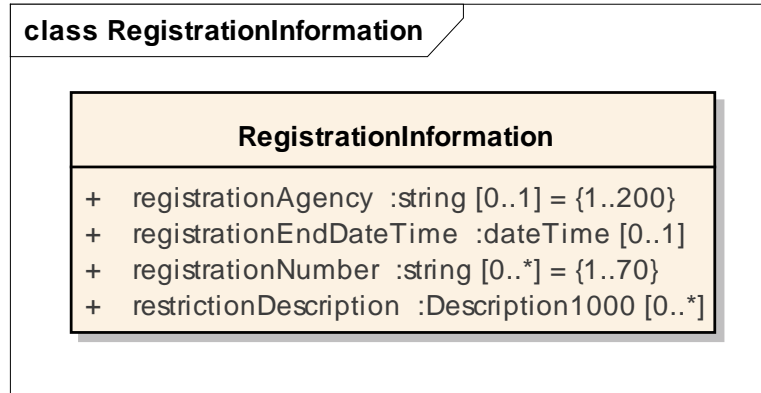 class RegistrationInformation
RegistrationInformation
+ registrationAgency :string [0..1] = {1..200}
+ registrationEndDateTime :dateTime [0..1]
+ registrationNumber :string [0..*] = {1..70}
+ restrictionDescription :Description1000 [0..*]